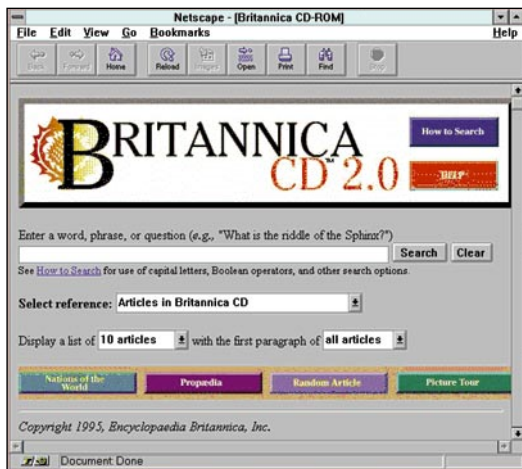 Netscape - [Britannica CD-ROM]
File Edit View Go Bookmarks Help
Back Forward Home Reload Images Open Print Find Stop
BRITANNICA
CD™ 2.0
How to Search
HELP
Enter a word, phrase, or question (e.g., "What is the riddle of the Sphinx?")
Search Clear
See How to Search for use of capital letters, Boolean operators, and other search options.
Select reference: Articles in Britannica CD
Display a list of 10 articles with the first paragraph of all articles
Nations of the World Propædia Random Article Picture Tour
Copyright 1995, Encyclopaedia Britannica, Inc.
Document: Done